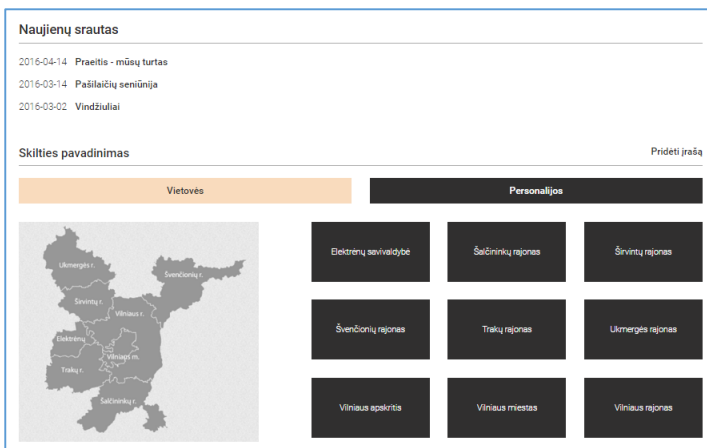 Naujienų srautas
2016-04-14 Praeitis - mūsų turtas
2016-03-14 Pašilaičių seniūnija
2016-03-02 Vindžiuliai
Skilties pavadinimas Pridėti įrašą
Vietovės Personalijos
Ukmergės r.
Švenčionių r.
Širvintų r.
Vilniaus r.
Elektrėnų
Vilniaus m.
Trakų r.
Šalčininkų r.
Elektrėnų savivaldybė Šalčininkų rajonas Širvintų rajonas
Švenčionių rajonas Trakų rajonas Ukmergės rajonas
Vilniaus apskritis Vilniaus miestas Vilniaus rajonas